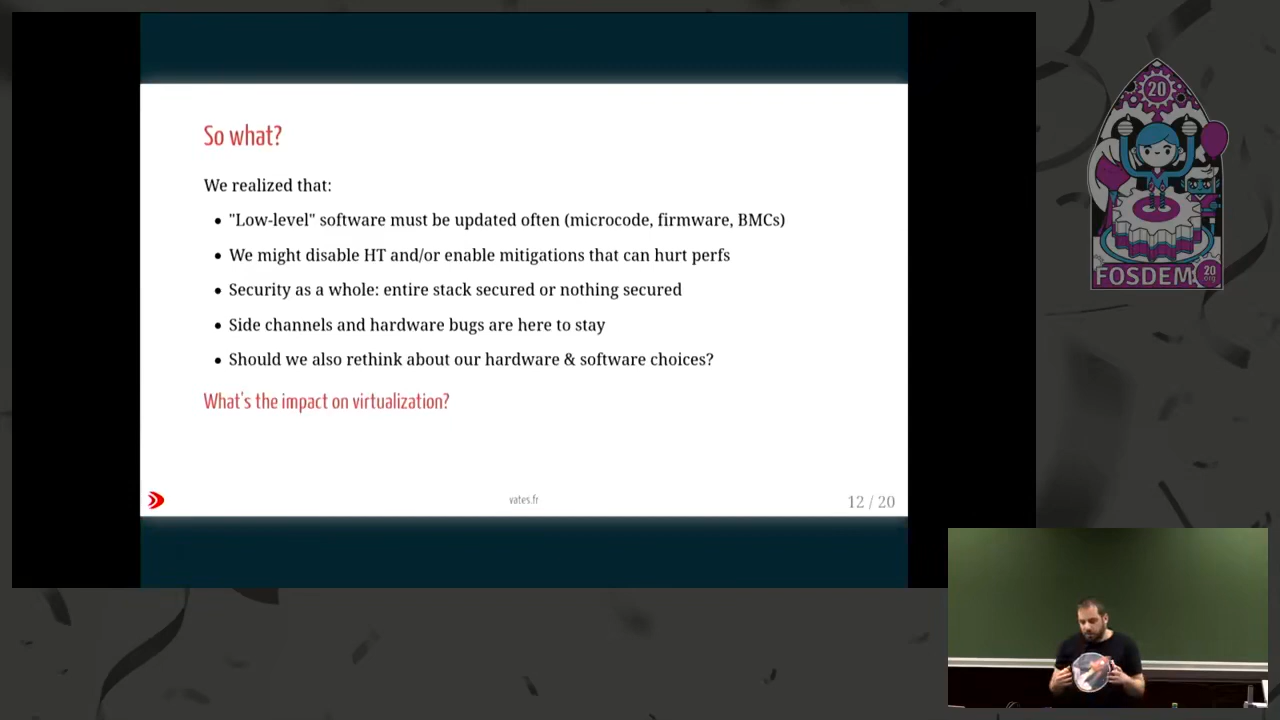 So what?
We realized that:
• "Low-level" software must be updated often (microcode, firmware, BMCs)
• We might disable HT and/or enable mitigations that can hurt perfs
• Security as a whole: entire stack secured or nothing secured
• Side channels and hardware bugs are here to stay
• Should we also rethink about our hardware & software choices?
What's the impact on virtualization?
vates.fr
12 / 20
20
FOSDEM
20
.org